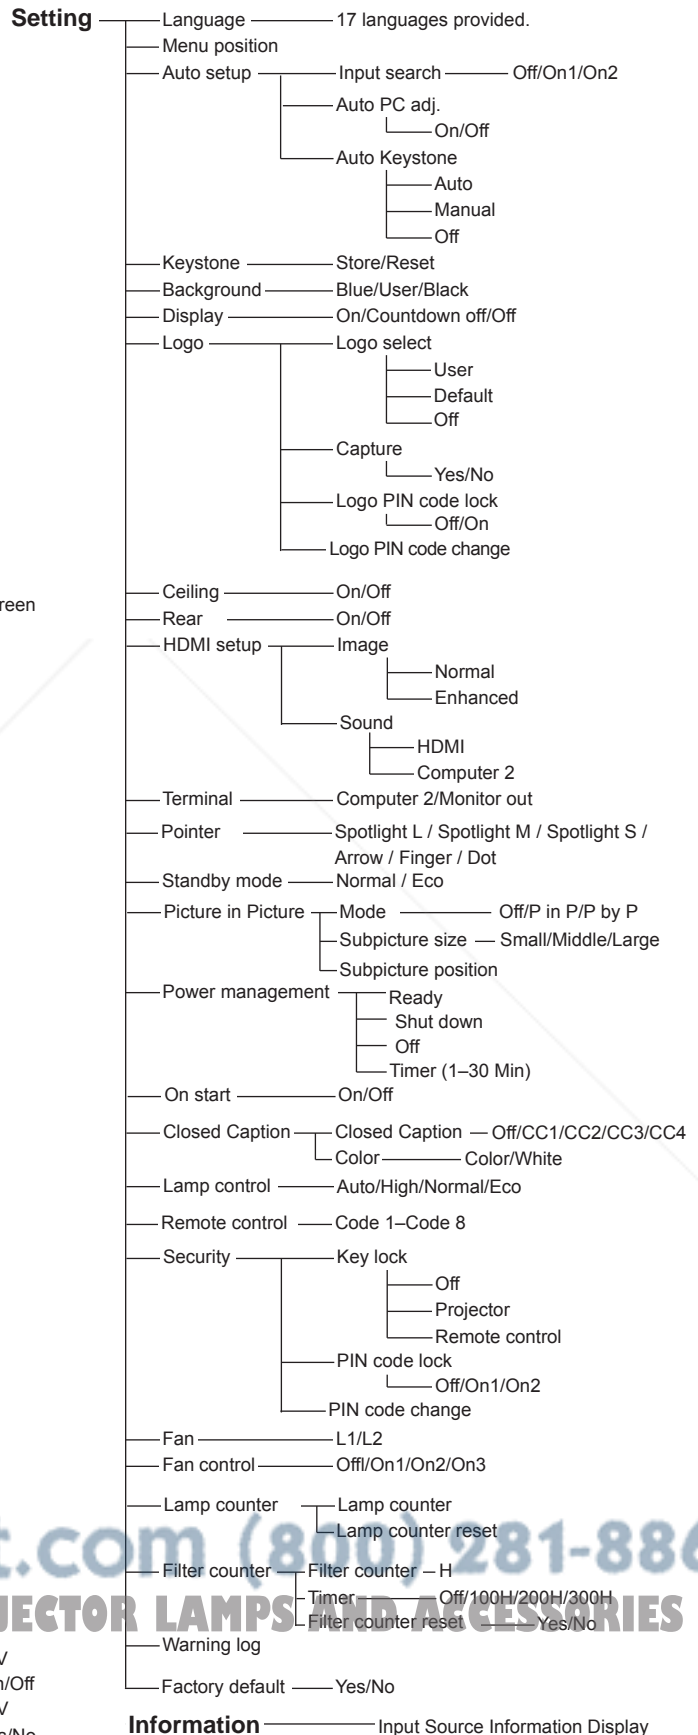 Setting Language 17 languages provided.
Menu position
Auto setup Input search Off/On1/On2
Auto PC adj.
On/Off
Auto Keystone
Auto
Manual
Off
Keystone Store/Reset
Background Blue/User/Black
Display On/Countdown off/Off
Logo Logo select
User
Default
Off
Capture
Yes/No
Logo PIN code lock
Off/On
Logo PIN code change
Ceiling On/Off
reen
Rear On/Off
HDMI setup Image
Normal
Enhanced
Sound
HDMI
Computer 2
Terminal Computer 2/Monitor out
Pointer Spotlight L / Spotlight M / Spotlight S /
Arrow / Finger / Dot
Standby mode Normal / Eco
Picture in Picture Mode Off/P in P/P by P
Subpicture size Small/Middle/Large
Subpicture position
Power management Ready
Shut down
Off
Timer (1–30 Min)
On start On/Off
Closed Caption Closed Caption Off/CC1/CC2/CC3/CC4
Color Color/White
Lamp control Auto/High/Normal/Eco
Remote control Code 1–Code 8
Security Key lock
Off
Projector
Remote control
PIN code lock
Off/On1/On2
PIN code change
Fan L1/L2
Fan control Offl/On1/On2/On3
Lamp counter Lamp counter
Lamp counter reset
t.com (800) 281-886
Filter counter Filter counter H
Timer Off/100H/200H/300H
JECTOR LAMPS AND ACCESSORIES
Filter counter reset Yes/No
Warning log
n/Off
Factory default Yes/No
Information Input Source Information Display